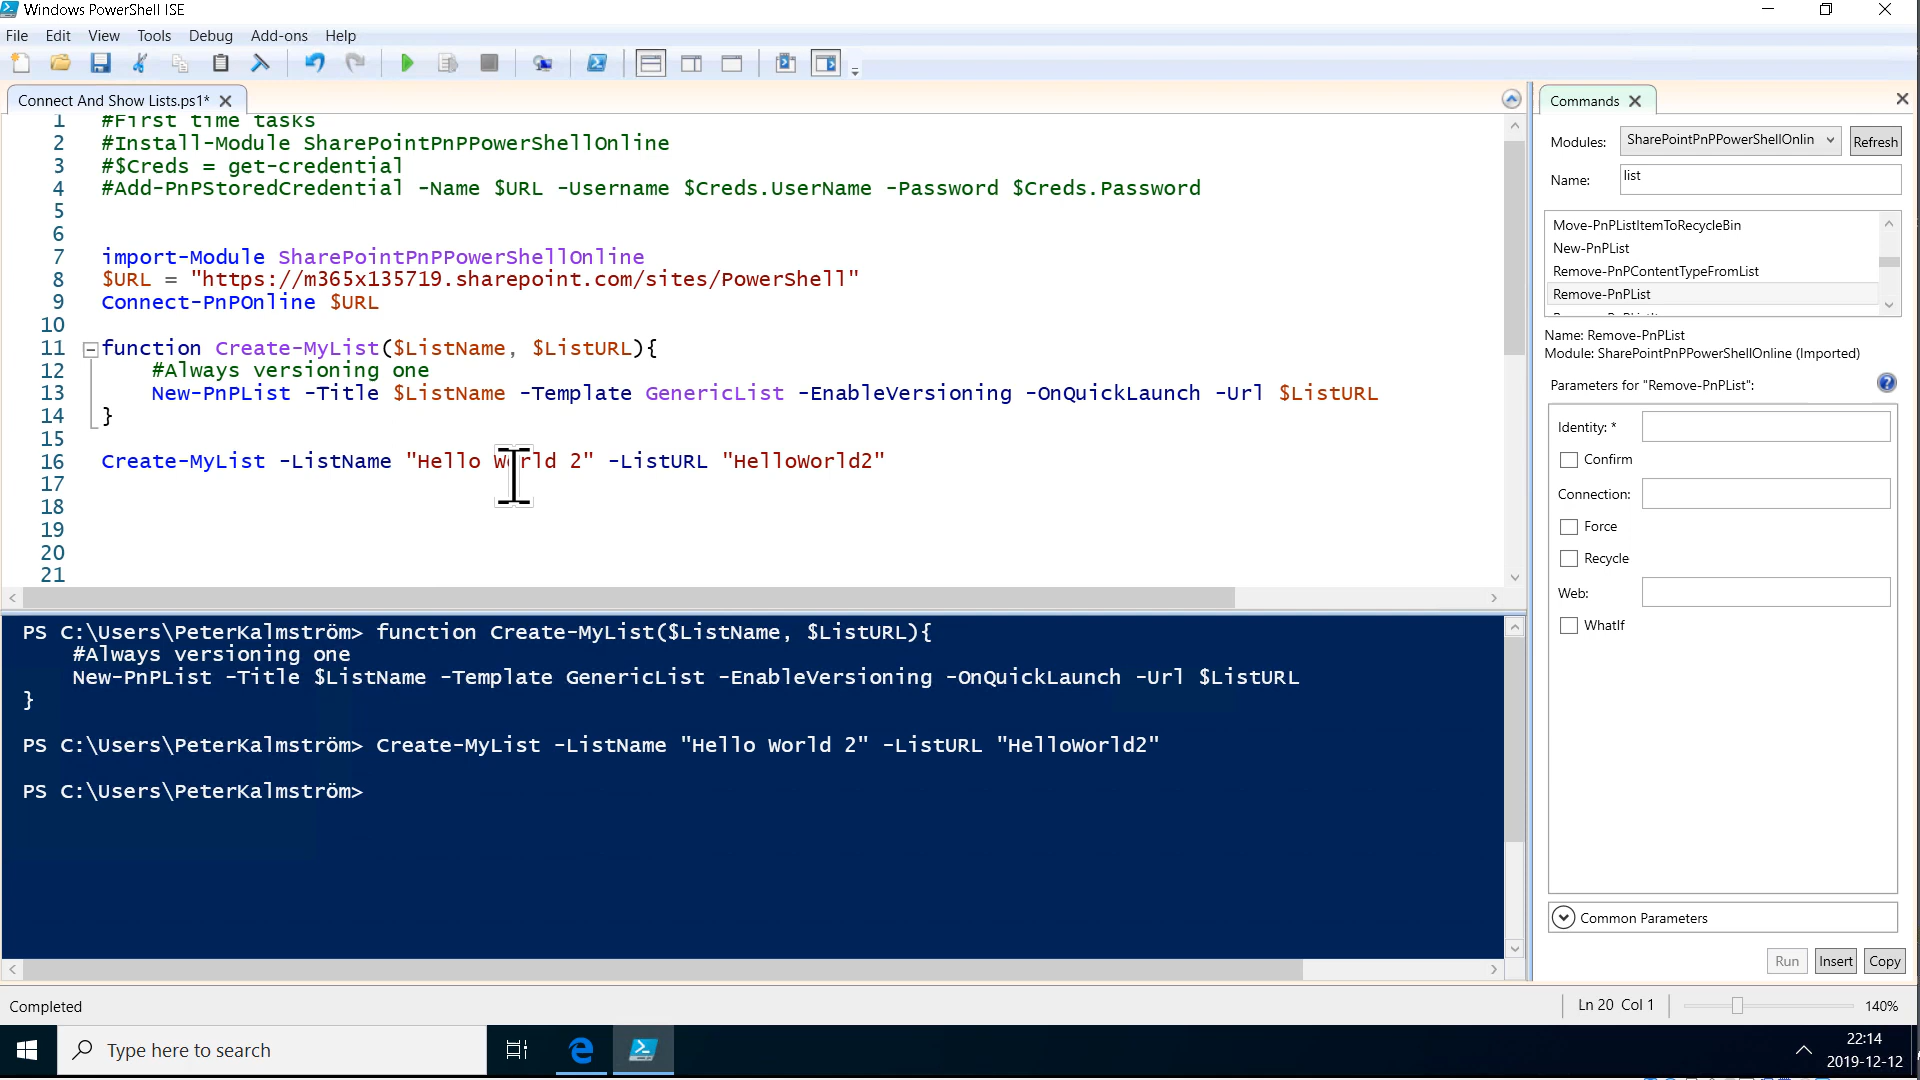 Windows PowerShell ISE
File Edit View Tools Debug Add-ons Help
Connect And Show Lists.ps1*
1 #First time tasks
2 #Install-Module SharePointPnPPowerShellOnline
3 #$Creds = get-credential
4 #Add-PnPStoredCredential -Name $URL -Username $Creds.UserName -Password $Creds.Password
5
6
7 import-Module SharePointPnPPowerShellOnline
8 $URL = "https://m365x135719.sharepoint.com/sites/PowerShell"
9 Connect-PnPOnline $URL
10
11 function Create-MyList($ListName, $ListURL){
12 #Always versioning one
13 New-PnPList -Title $ListName -Template GenericList -EnableVersioning -OnQuickLaunch -Url $ListURL
14 }
15
16 Create-MyList -ListName "Hello World 2" -ListURL "HelloWorld2"
17
18
19
20
21
PS C:\Users\PeterKalmström> function Create-MyList($ListName, $ListURL){
#Always versioning one
New-PnPList -Title $ListName -Template GenericList -EnableVersioning -OnQuickLaunch -Url $ListURL
}
PS C:\Users\PeterKalmström> Create-MyList -ListName "Hello World 2" -ListURL "HelloWorld2"
PS C:\Users\PeterKalmström>
Commands
Modules: SharePointPnPPowerShellOnlin Refresh
Name: list
Move-PnPListItemToRecycleBin
New-PnPList
Remove-PnPContentTypeFromList
Remove-PnPList
Name: Remove-PnPList
Module: SharePointPnPPowerShellOnline (Imported)
Parameters for "Remove-PnPList":
Identity: *
Confirm
Connection:
Force
Recycle
Web:
WhatIf
Common Parameters
Run Insert Copy
Completed
Ln 20 Col 1
140%
Type here to search
22:14
2019-12-12